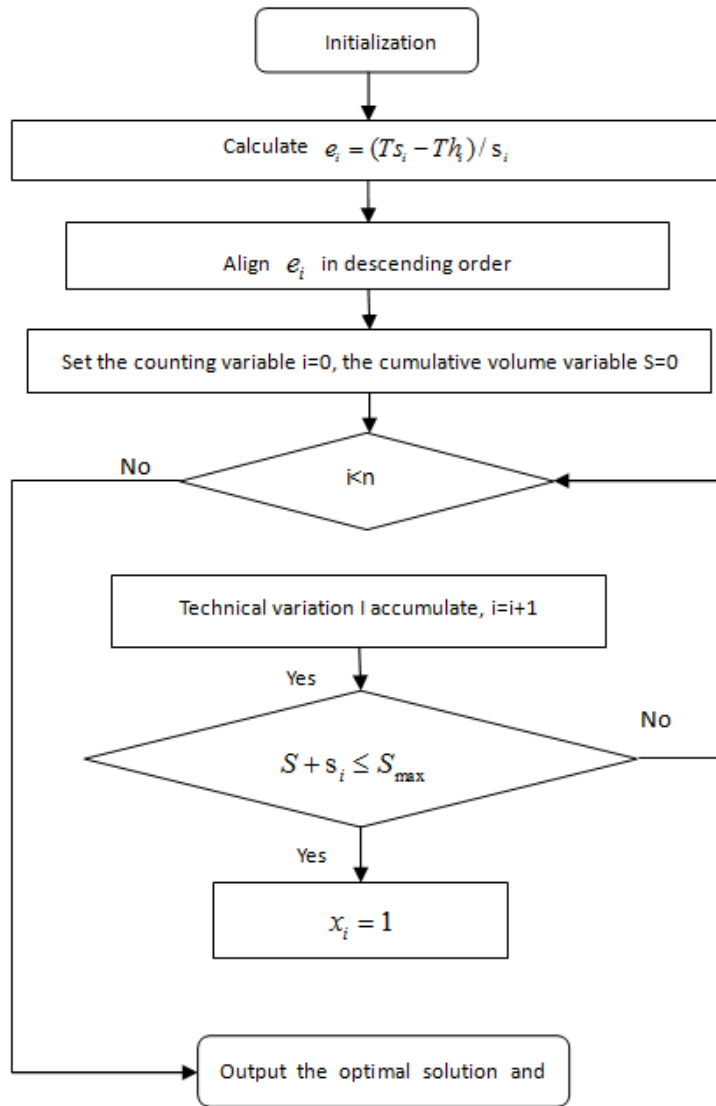 Initialization
Calculate e_i = (Ts_i − Th_i) / s_i
Align e_i in descending order
Set the counting variable i=0, the cumulative volume variable S=0
No
i<n
Technical variation I accumulate, i=i+1
Yes
No
S + s_i ≤ S_max
Yes
x_i = 1
Output the optimal solution and